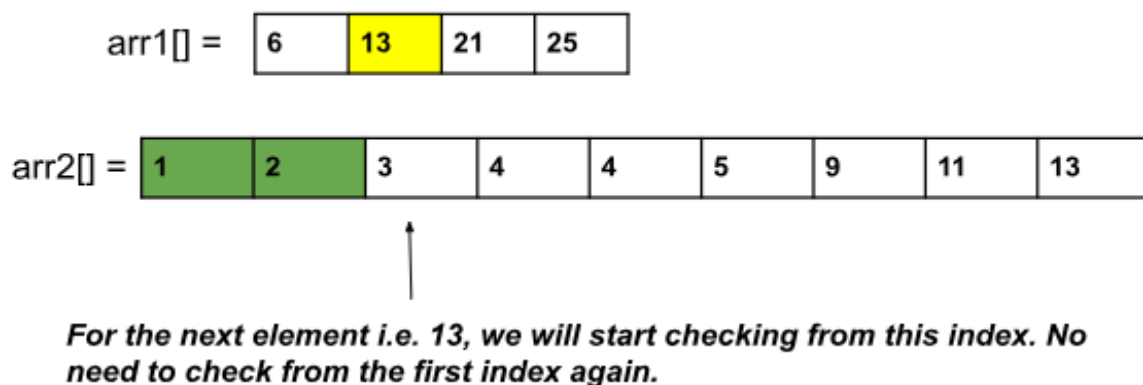 arr1[] = 6 13 21 25
arr2[] = 1 2 3 4 4 5 9 11 13
For the next element i.e. 13, we will start checking from this index. No
need to check from the first index again.